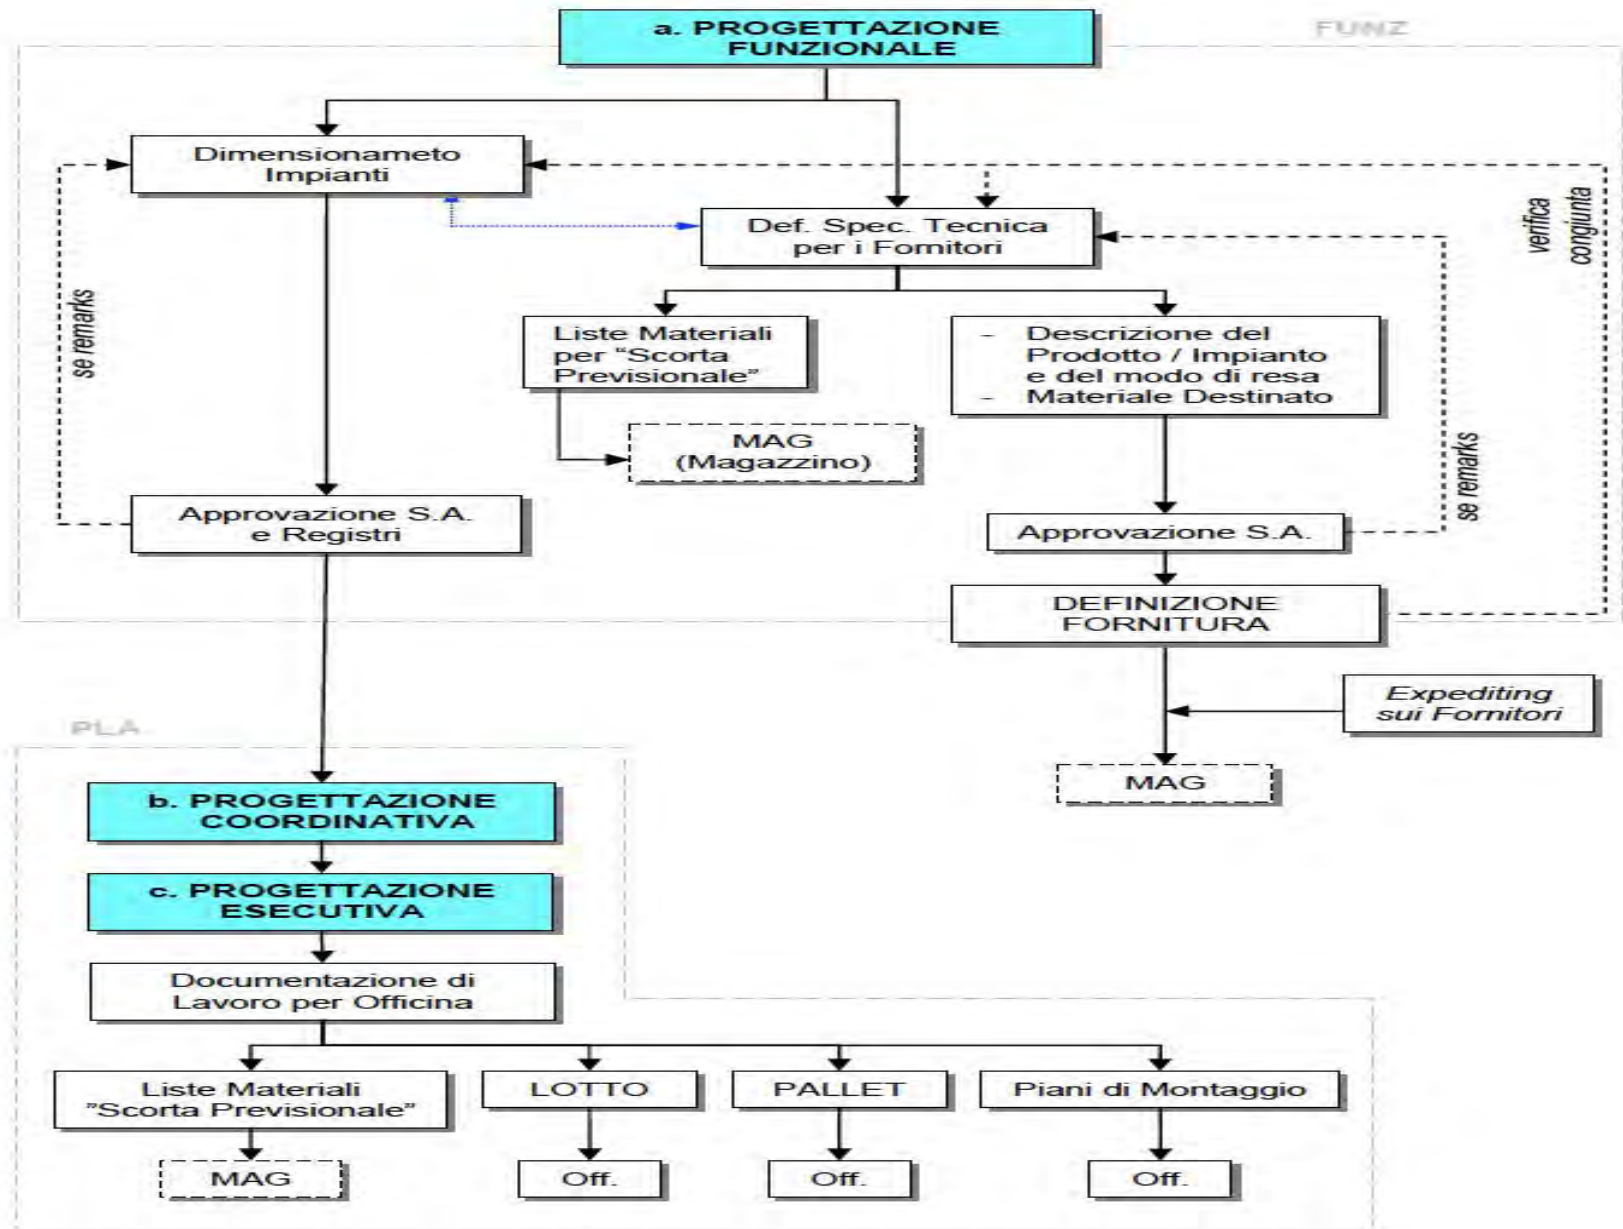 a. PROGETTAZIONE
FUNZIONALE
FUNZ
Dimensionameto
Impianti
Def. Spec. Tecnica
per i Fornitori
verifica
congiunta
se remarks
Liste Materiali
per “Scorta
Previsionale”
- Descrizione del
Prodotto / Impianto
e del modo di resa
- Materiale Destinato
MAG
(Magazzino)
se remarks
Approvazione S.A.
e Registri
Approvazione S.A.
DEFINIZIONE
FORNITURA
Expediting
sui Fornitori
MAG
PLA
b. PROGETTAZIONE
COORDINATIVA
c. PROGETTAZIONE
ESECUTIVA
Documentazione di
Lavoro per Officina
Liste Materiali
”Scorta Previsionale”
LOTTO
PALLET
Piani di Montaggio
MAG
Off.
Off.
Off.